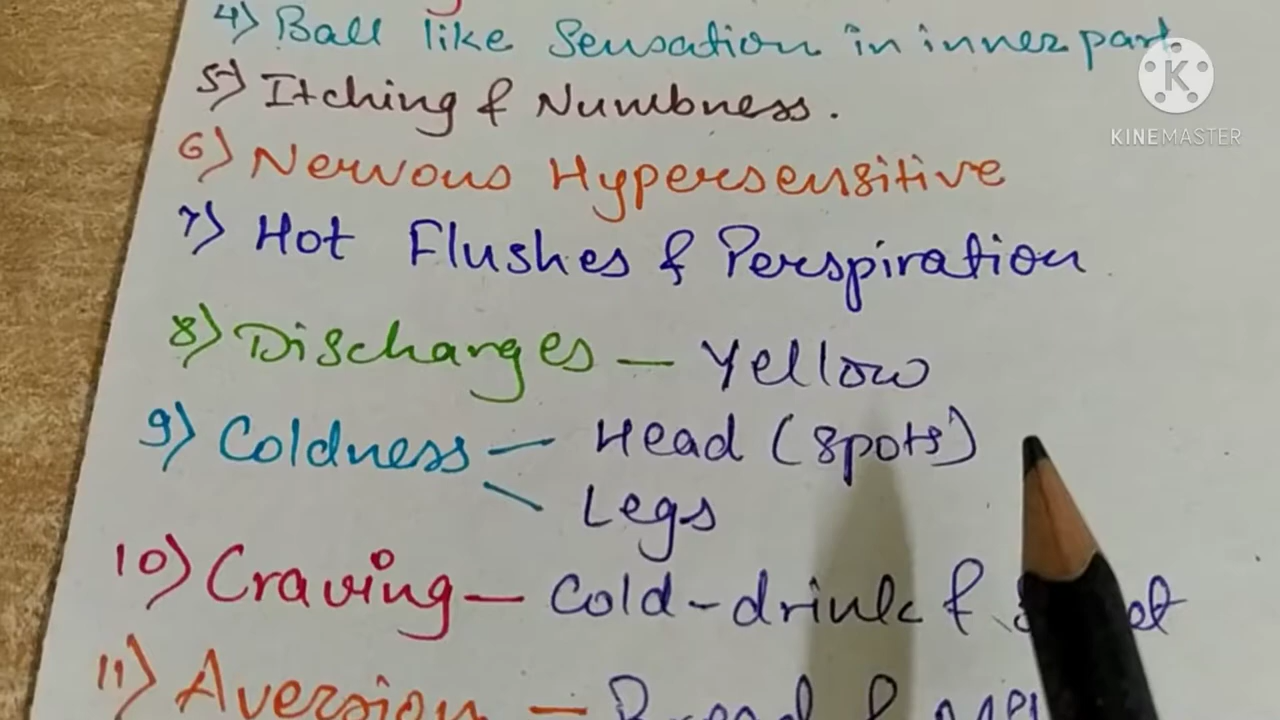 4) Ball like Sensation in inner part
5) Itching & Numbness.
6) Nervous Hypersensitive
7) Hot Flushes & Perspiration
8) Discharges — Yellow
9) Coldness — Head (spots)
Legs
10) Craving — Cold-drink &
11) Aversion —
K
KINEMASTER